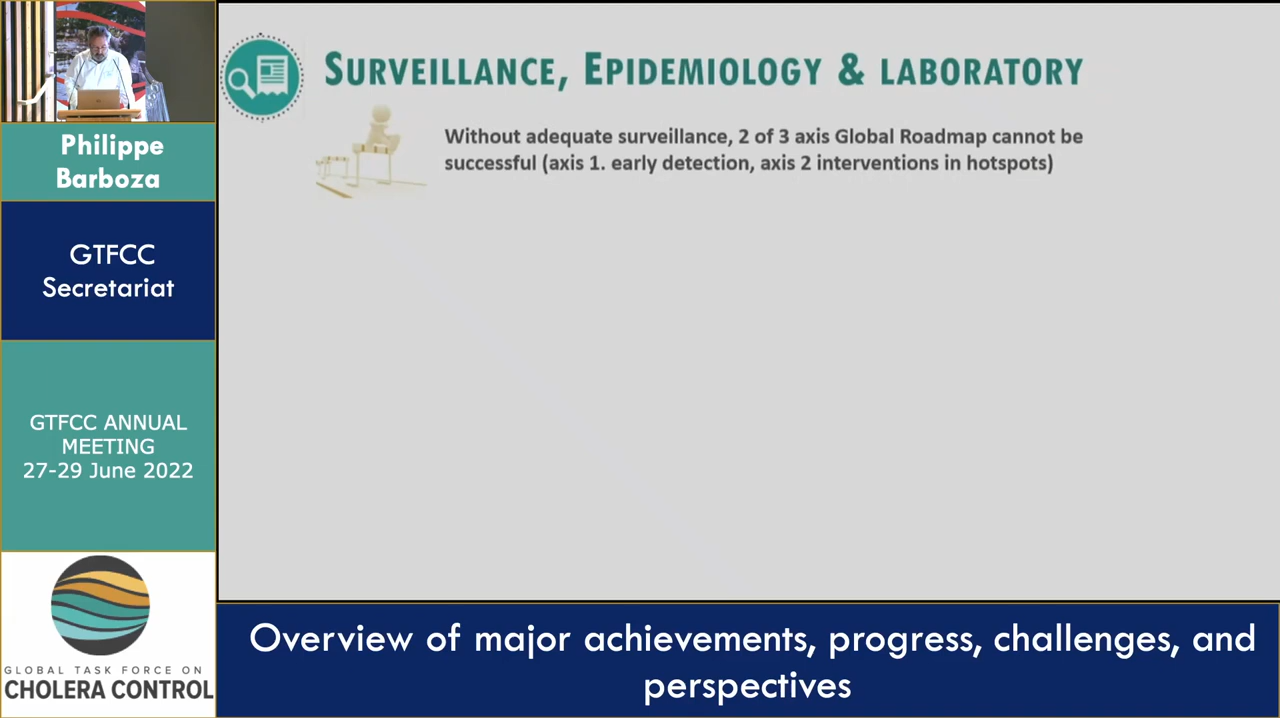 SURVEILLANCE, EPIDEMIOLOGY & LABORATORY
Without adequate surveillance, 2 of 3 axis Global Roadmap cannot be
successful (axis 1. early detection, axis 2 interventions in hotspots)
Philippe
Barboza
GTFCC
Secretariat
GTFCC ANNUAL
MEETING
27-29 June 2022
GLOBAL TASK FORCE ON
CHOLERA CONTROL
Overview of major achievements, progress, challenges, and
perspectives